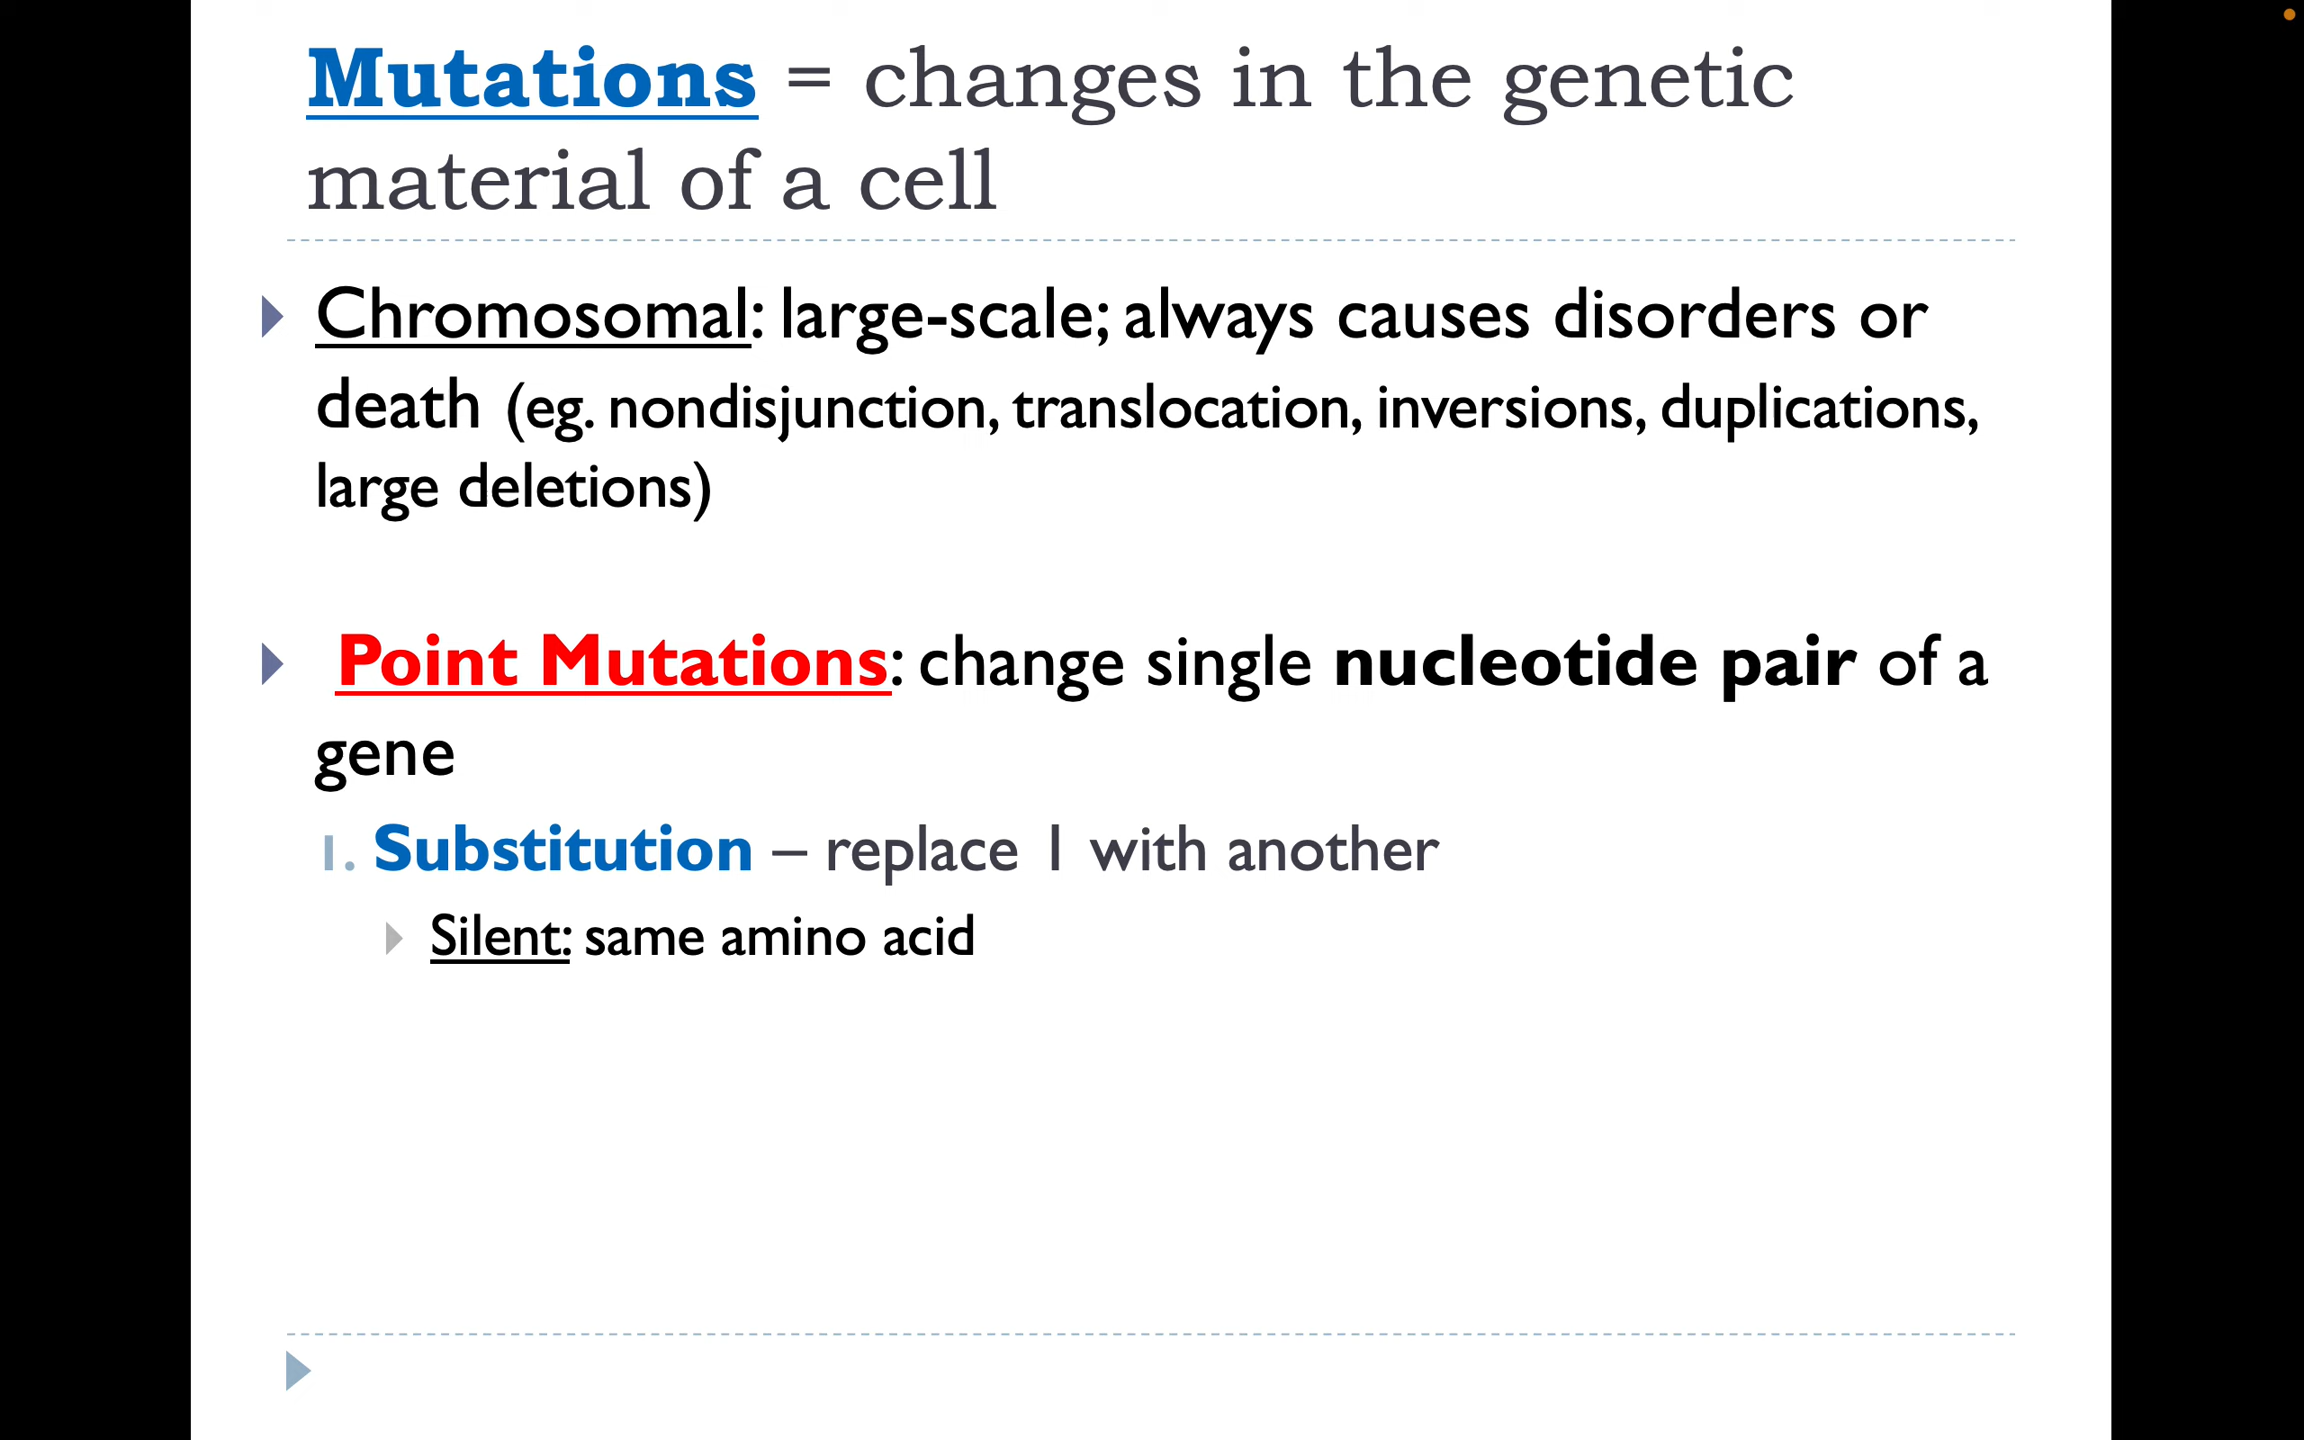 Mutations = changes in the genetic
material of a cell
Chromosomal: large-scale; always causes disorders or
death (eg. nondisjunction, translocation, inversions, duplications,
large deletions)
Point Mutations: change single nucleotide pair of a
gene
1. Substitution – replace 1 with another
Silent: same amino acid